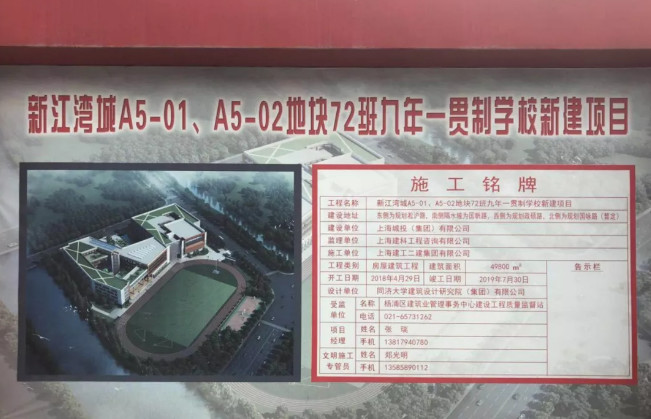 新江湾城A5-01、A5-02地块72班九年一贯制学校新建项目
施工铭牌
工程名称 新江湾城A5-01、A5-02地块72班九年一贯制学校新建项目
建设地址
建设单位 上海城投（集团）有限公司
监理单位 上海建科工程咨询有限公司
施工单位 上海建工二建集团有限公司
工程类别 房屋建筑工程 建筑面积 49800 m² 告示栏
开工日期 2018年4月29日 竣工日期 2019年7月30日
设计单位 同济大学建筑设计研究院（集团）有限公司
受监单位 名称 杨浦区建筑业管理事务中心建设工程质量监督站
电话 021-65731262
项目经理 姓名 张瑞
手机 13817940780
文明施工专管员 姓名 郑光明
手机 13585890112